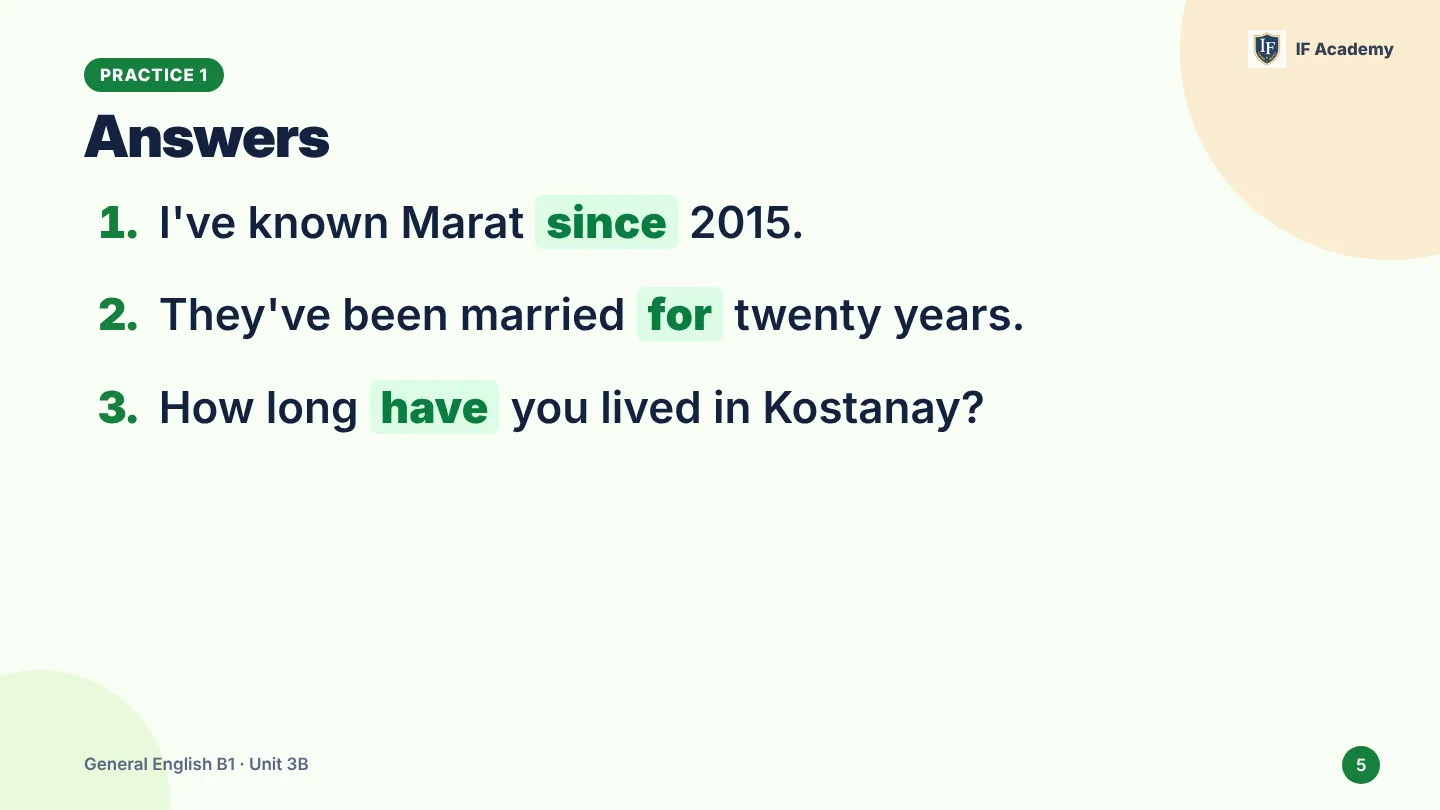 IF
IF Academy
PRACTICE 1
Answers
1. I've known Marat since 2015.
2. They've been married for twenty years.
3. How long have you lived in Kostanay?
General English B1 · Unit 3B
5